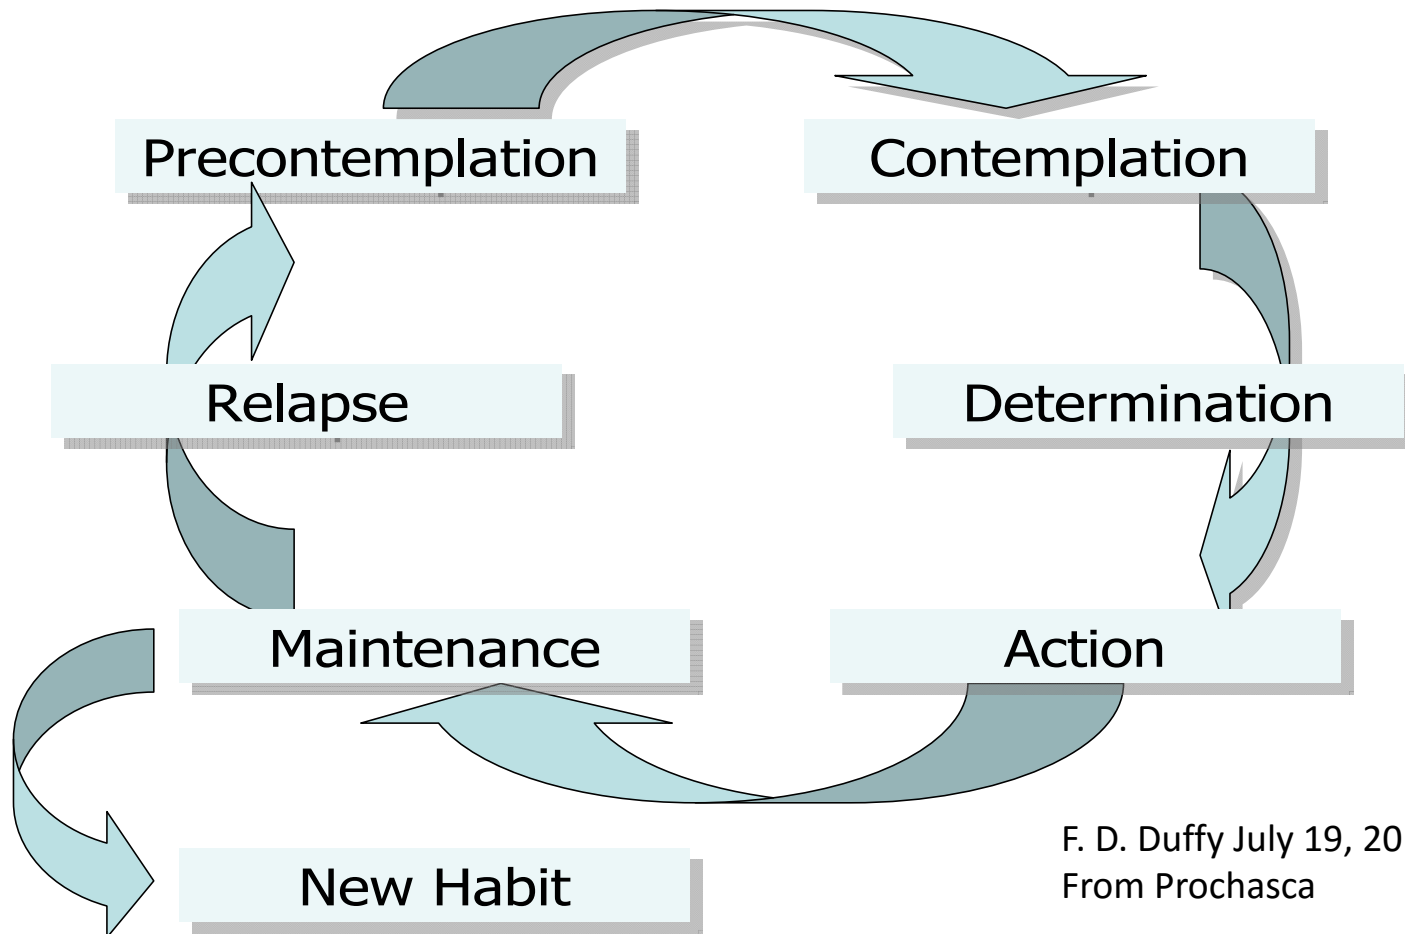 Precontemplation
Contemplation
Relapse
Determination
Maintenance
Action
New Habit
F. D. Duffy July 19, 20
From Prochasca